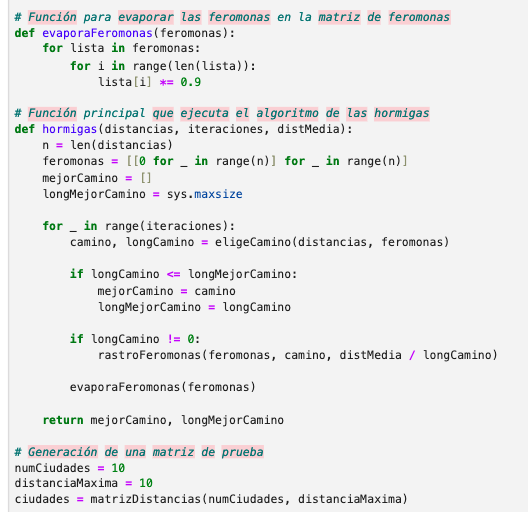 # Función para evaporar las feromonas en la matriz de feromonas
def evaporaFeromonas(feromonas):
    for lista in feromonas:
        for i in range(len(lista)):
            lista[i] *= 0.9

# Función principal que ejecuta el algoritmo de las hormigas
def hormigas(distancias, iteraciones, distMedia):
    n = len(distancias)
    feromonas = [[0 for _ in range(n)] for _ in range(n)]
    mejorCamino = []
    longMejorCamino = sys.maxsize

    for _ in range(iteraciones):
        camino, longCamino = eligeCamino(distancias, feromonas)

        if longCamino <= longMejorCamino:
            mejorCamino = camino
            longMejorCamino = longCamino

        if longCamino != 0:
            rastroFeromonas(feromonas, camino, distMedia / longCamino)

        evaporaFeromonas(feromonas)

    return mejorCamino, longMejorCamino

# Generación de una matriz de prueba
numCiudades = 10
distanciaMaxima = 10
ciudades = matrizDistancias(numCiudades, distanciaMaxima)